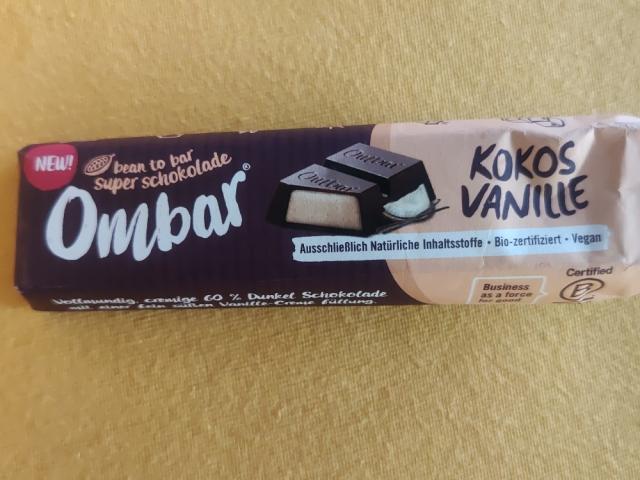 NEW!
bean to bar
super schokolade
Ombar®
Ombar
KOKOS
VANILLE
Ausschließlich Natürliche Inhaltsstoffe • Bio-zertifiziert • Vegan
Vollmundig, cremige 60 % Dunkel Schokolade
mit einer fein süßen Vanille-Creme füllung.
Business
as a force
for good
Certified
B